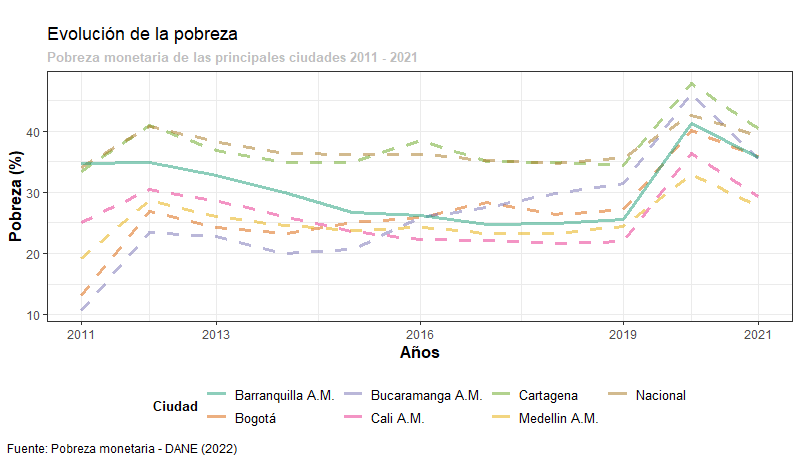 Evolución de la pobreza
Pobreza monetaria de las principales ciudades 2011 - 2021
Pobreza (%)
40
30
20
10
2011 2013 2016 2019 2021
Años
Ciudad
Barranquilla A.M. Bucaramanga A.M. Cartagena Nacional
Bogotá Cali A.M. Medellin A.M.
Fuente: Pobreza monetaria - DANE (2022)